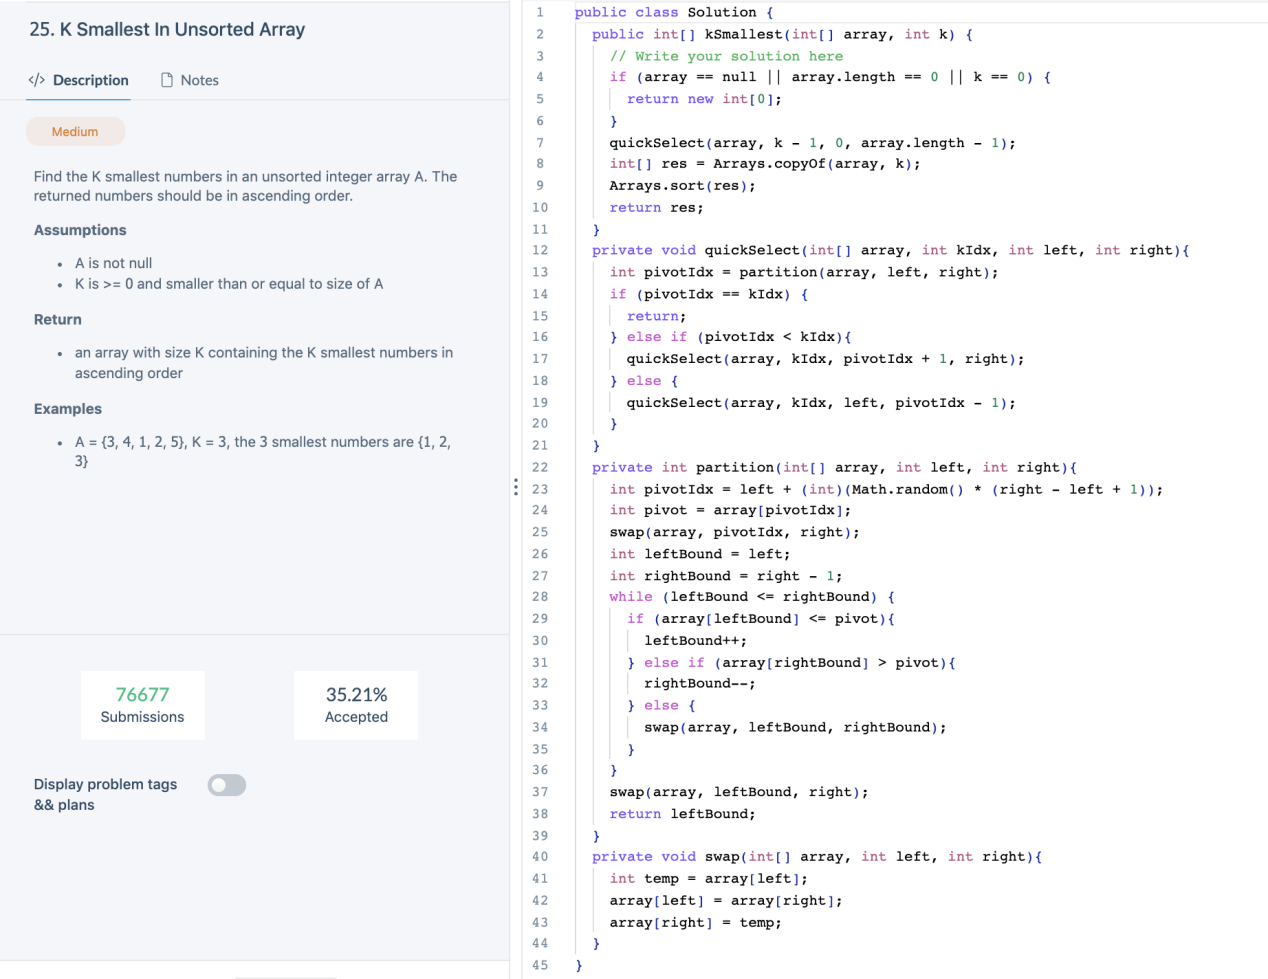 25. K Smallest In Unsorted Array
</> Description
Notes
Medium
Find the K smallest numbers in an unsorted integer array A. The
returned numbers should be in ascending order.
Assumptions
• A is not null
• K is >= 0 and smaller than or equal to size of A
Return
• an array with size K containing the K smallest numbers in
ascending order
Examples
• A = {3, 4, 1, 2, 5}, K = 3, the 3 smallest numbers are {1, 2,
3}
76677
Submissions
35.21%
Accepted
Display problem tags
&& plans
1 public class Solution {
2   public int[] kSmallest(int[] array, int k) {
3     // Write your solution here
4     if (array == null || array.length == 0 || k == 0) {
5       return new int[0];
6     }
7     quickSelect(array, k - 1, 0, array.length - 1);
8     int[] res = Arrays.copyOf(array, k);
9     Arrays.sort(res);
10     return res;
11   }
12   private void quickSelect(int[] array, int kIdx, int left, int right){
13     int pivotIdx = partition(array, left, right);
14     if (pivotIdx == kIdx) {
15       return;
16     } else if (pivotIdx < kIdx){
17       quickSelect(array, kIdx, pivotIdx + 1, right);
18     } else {
19       quickSelect(array, kIdx, left, pivotIdx - 1);
20     }
21   }
22   private int partition(int[] array, int left, int right){
23     int pivotIdx = left + (int)(Math.random() * (right - left + 1));
24     int pivot = array[pivotIdx];
25     swap(array, pivotIdx, right);
26     int leftBound = left;
27     int rightBound = right - 1;
28     while (leftBound <= rightBound) {
29       if (array[leftBound] <= pivot){
30         leftBound++;
31       } else if (array[rightBound] > pivot){
32         rightBound--;
33       } else {
34         swap(array, leftBound, rightBound);
35       }
36     }
37     swap(array, leftBound, right);
38     return leftBound;
39   }
40   private void swap(int[] array, int left, int right){
41     int temp = array[left];
42     array[left] = array[right];
43     array[right] = temp;
44   }
45 }